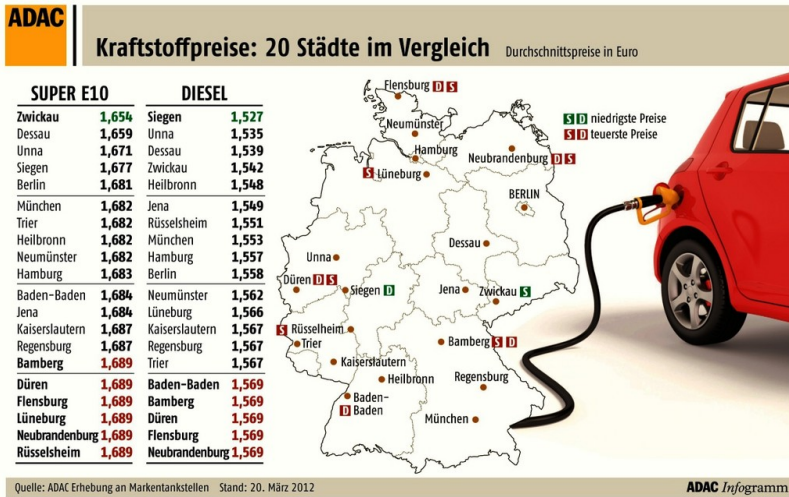 ADAC
Kraftstoffpreise: 20 Städte im Vergleich Durchschnittspreise in Euro
SUPER E10 DIESEL
Zwickau 1,654 Siegen 1,527
Dessau 1,659 Unna 1,535
Unna 1,671 Dessau 1,539
Siegen 1,677 Zwickau 1,542
Berlin 1,681 Heilbronn 1,548
München 1,682 Jena 1,549
Trier 1,682 Rüsselsheim 1,551
Heilbronn 1,682 München 1,553
Neumünster 1,682 Hamburg 1,557
Hamburg 1,683 Berlin 1,558
Baden-Baden 1,684 Neumünster 1,562
Jena 1,684 Lüneburg 1,566
Kaiserslautern 1,687 Kaiserslautern 1,567
Regensburg 1,687 Regensburg 1,567
Bamberg 1,689 Trier 1,567
Düren 1,689 Baden-Baden 1,569
Flensburg 1,689 Bamberg 1,569
Lüneburg 1,689 Düren 1,569
Neubrandenburg 1,689 Flensburg 1,569
Rüsselsheim 1,689 Neubrandenburg 1,569
Flensburg D S
Neumünster
Hamburg
Neubrandenburg D S
S Lüneburg
BERLIN
Dessau
Unna
Düren D S
Siegen D
Jena
Zwickau S
S Rüsselsheim
Trier
Bamberg S D
Kaiserslautern
Heilbronn
Regensburg
Baden-
D Baden
München
S D niedrigste Preise
S D teuerste Preise
Quelle: ADAC Erhebung an Markentankstellen Stand: 20. März 2012
ADAC Infogramm